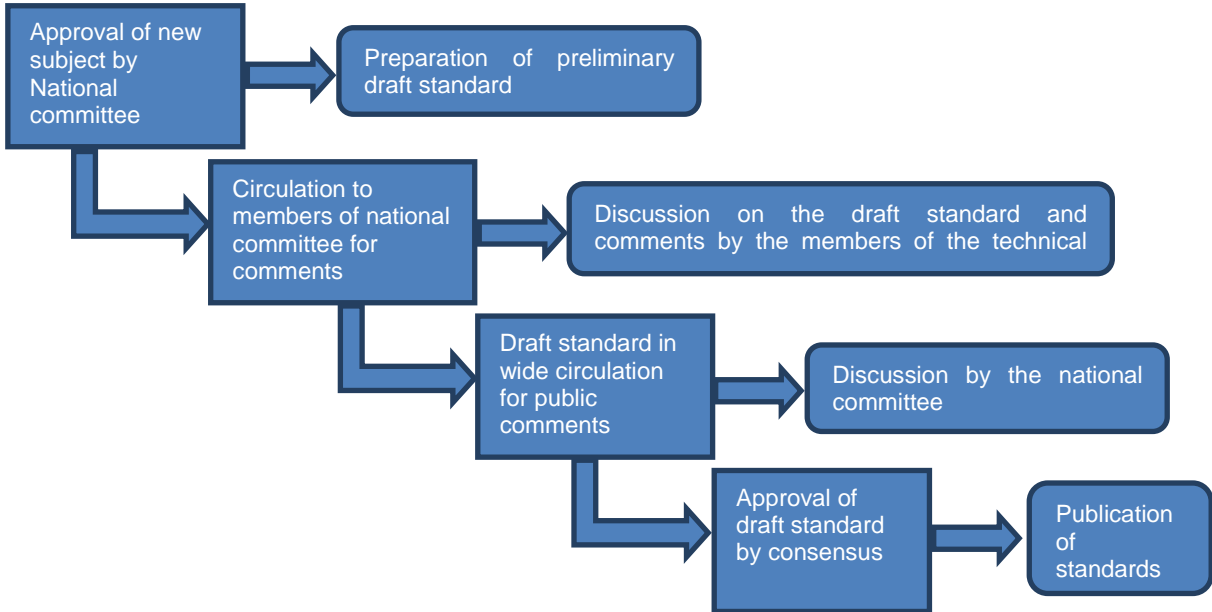 Approval of new
subject by
National
committee
Preparation of preliminary
draft standard
Circulation to
members of national
committee for
comments
Discussion on the draft standard and
comments by the members of the technical
Draft standard in
wide circulation
for public
comments
Discussion by the national
committee
Approval of
draft standard
by consensus
Publication
of
standards